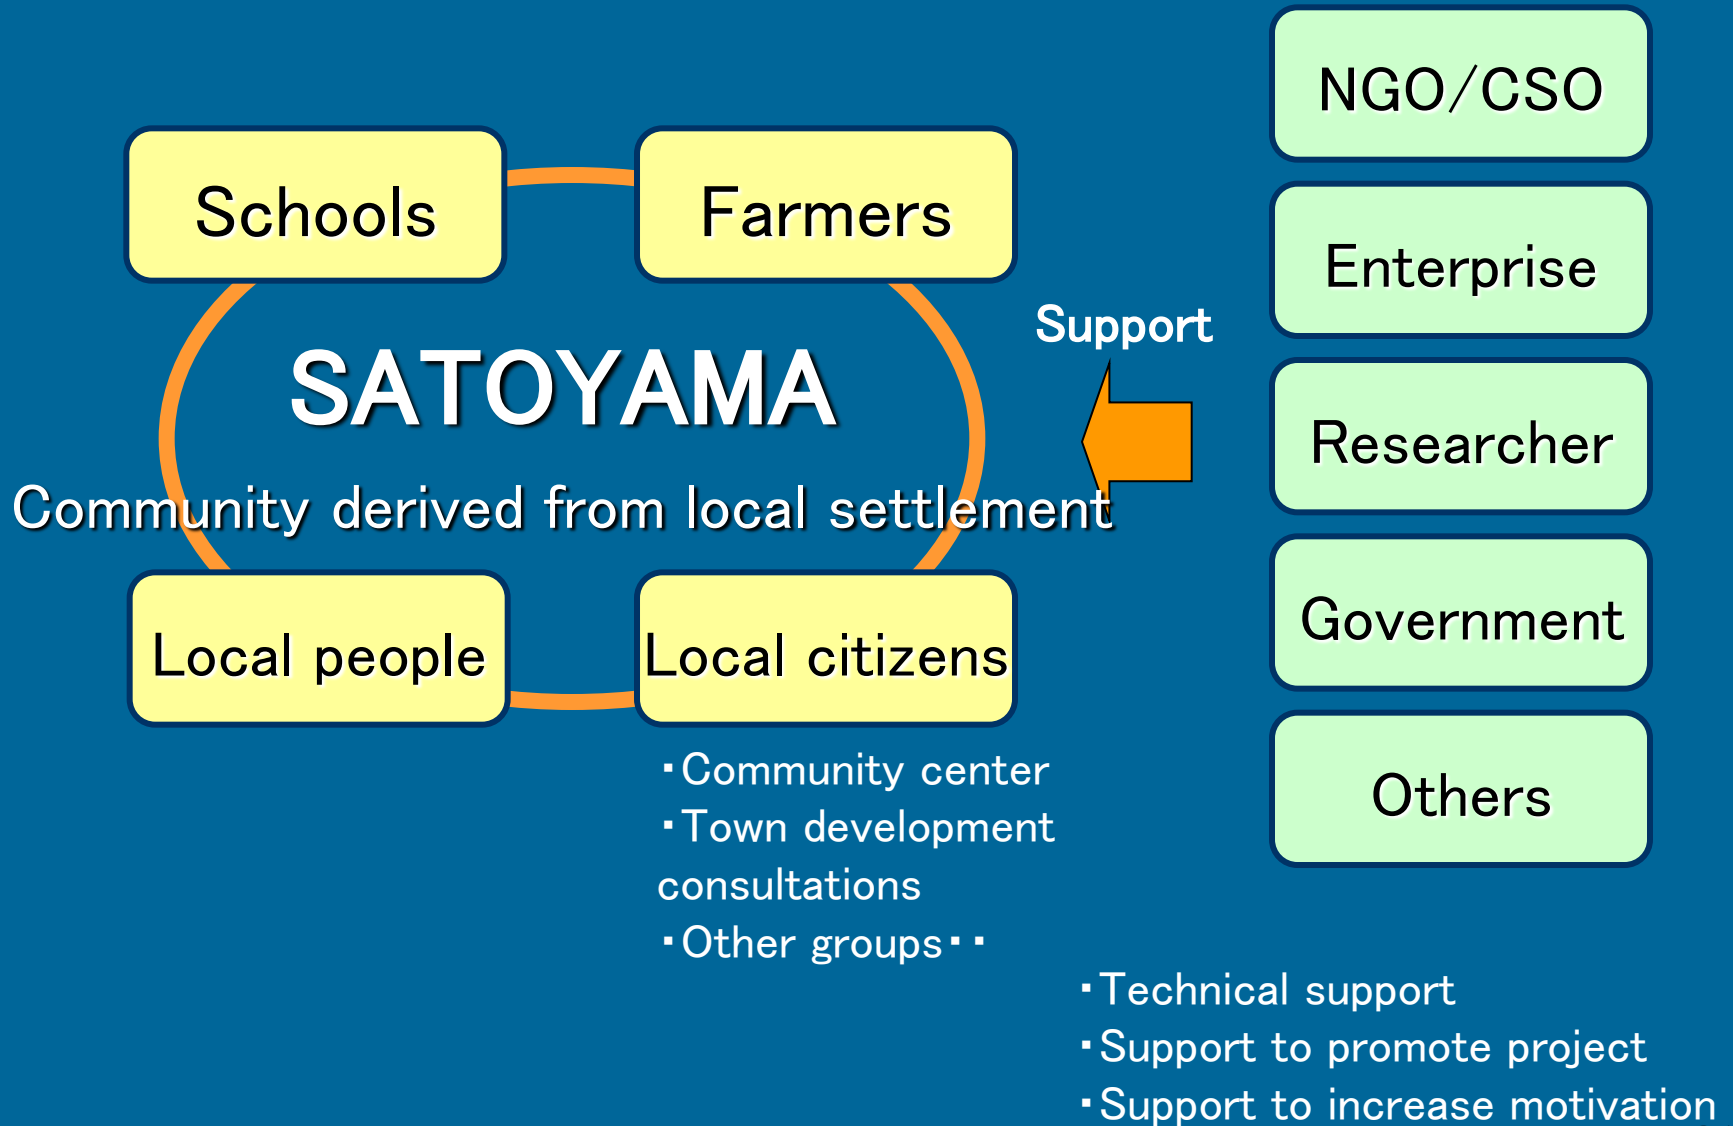 Schools
Farmers
SATOYAMA
Community derived from local settlement
Local people
Local citizens
▪Community center
▪Town development
consultations
▪Other groups▪▪
Support
NGO/CSO
Enterprise
Researcher
Government
Others
▪Technical support
▪Support to promote project
▪Support to increase motivation